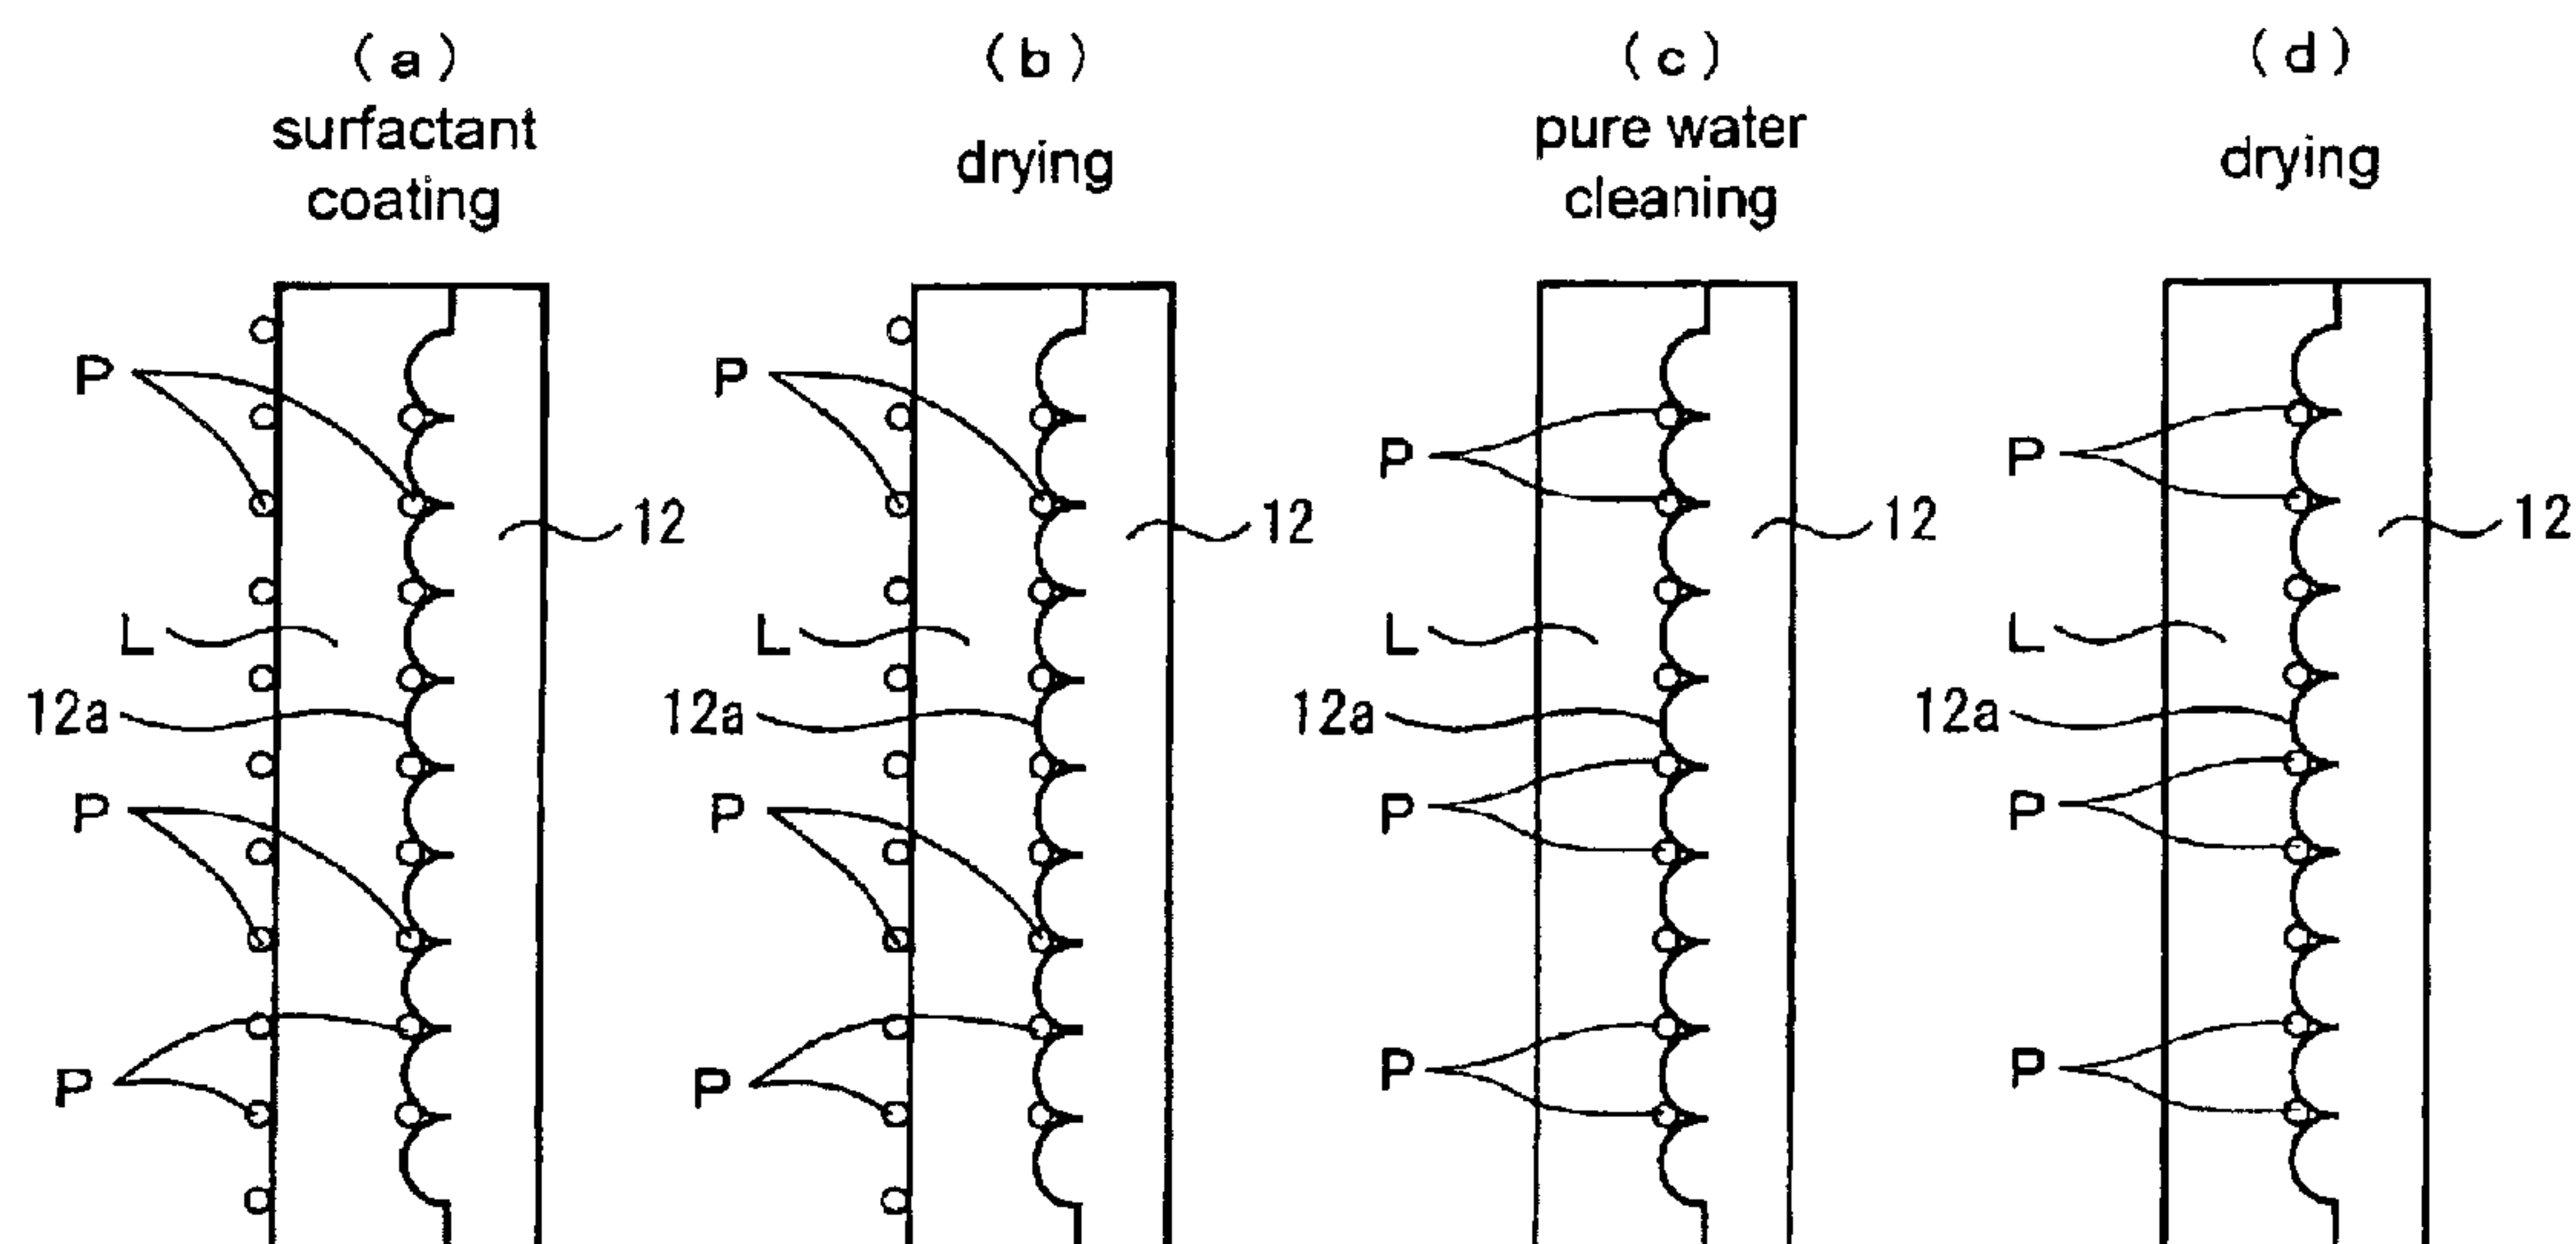 (a)
surfactant
coating
P
12
L
12a
P
P
(b)
drying
P
12
L
12a
P
P
(c)
pure water
cleaning
P
12
L
12a
P
P
(d)
drying
P
12
L
12a
P
P